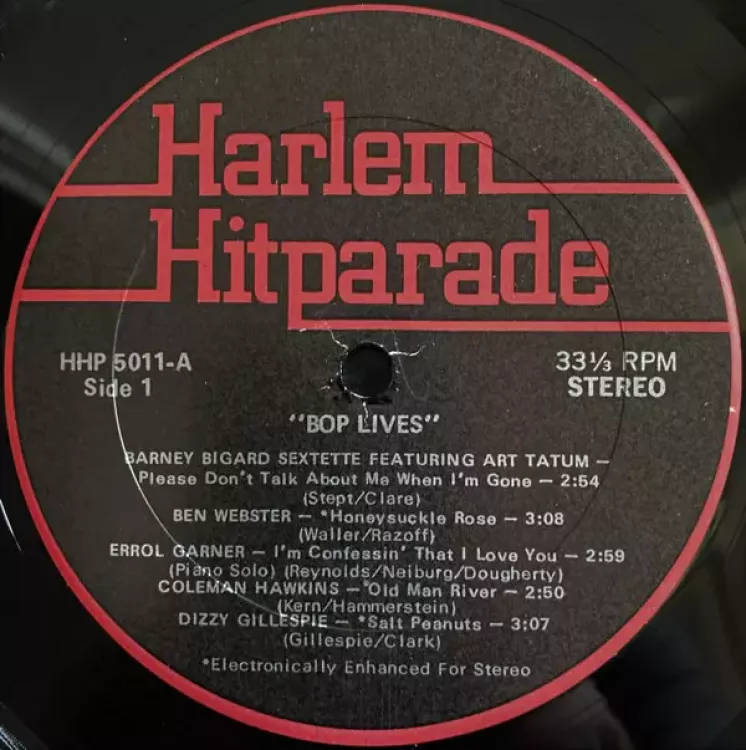 Harlem
Hitparade
HHP 5011-A
Side 1
33⅓ RPM
STEREO
"BOP LIVES"
BARNEY BIGARD SEXTETTE FEATURING ART TATUM –
Please Don't Talk About Me When I'm Gone – 2:54
(Stept/Clare)
BEN WEBSTER – *Honeysuckle Rose – 3:08
(Waller/Razoff)
ERROL GARNER – I'm Confessin' That I Love You – 2:59
(Piano Solo) (Reynolds/Neiburg/Dougherty)
COLEMAN HAWKINS – *Old Man River – 2:50
(Kern/Hammerstein)
DIZZY GILLESPIE – *Salt Peanuts – 3:07
(Gillespie/Clark)
*Electronically Enhanced For Stereo